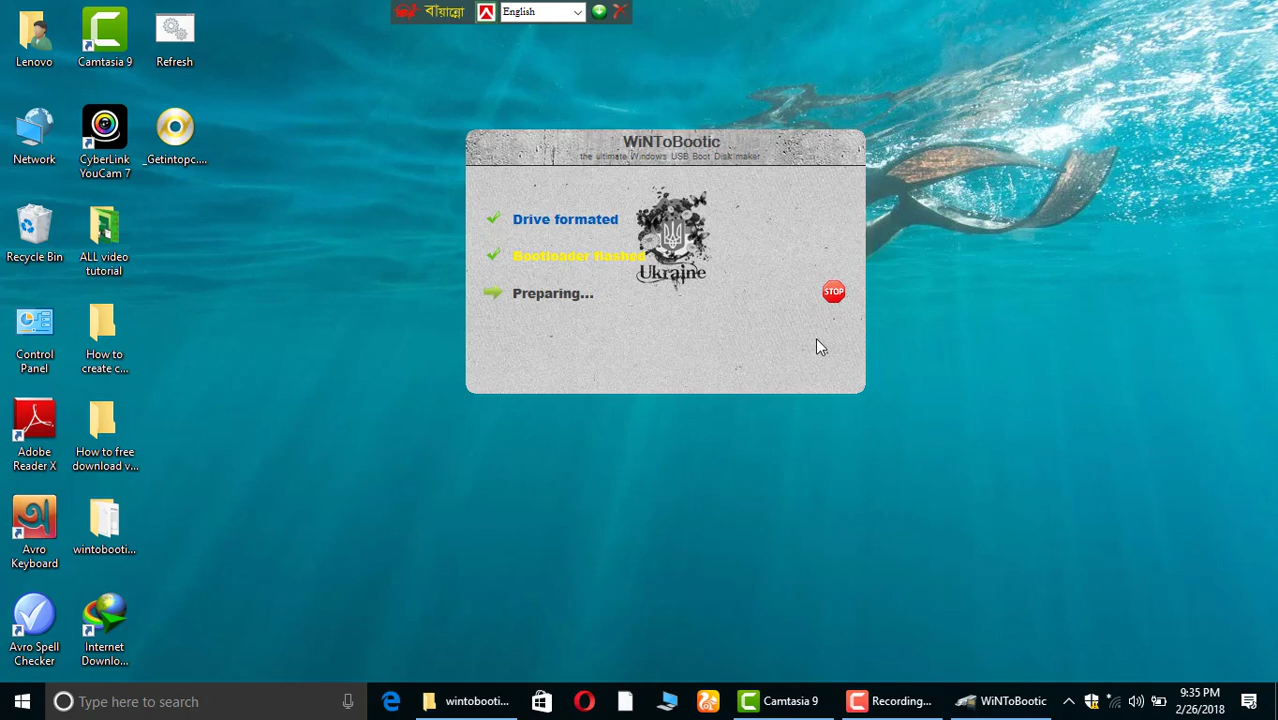 বাঁয়ান্নো
English
Lenovo
Camtasia 9
Refresh
Network
CyberLink
YouCam 7
_Getintopc....
Recycle Bin
ALL video
tutorial
Control
Panel
How to
create c...
Adobe
Reader X
How to free
download v...
Avro
Keyboard
wintobooti...
Avro Spell
Checker
Internet
Downlo...
WiNToBootic
the ultimate Windows USB Boot Disk maker
Drive formated
Bootloader flashed
Preparing...
STOP
Ukraine
Type here to search
wintobooti...
Camtasia 9
Recording...
WiNToBootic
9:35 PM
2/26/2018